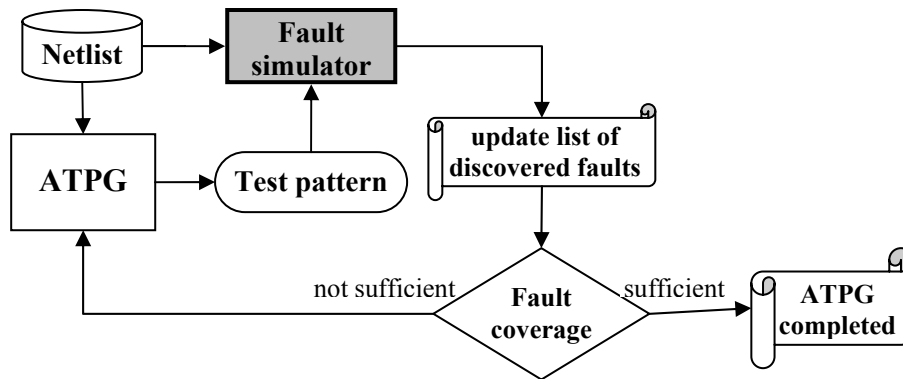 Netlist
Fault
simulator
update list of
discovered faults
ATPG
Test pattern
not sufficient
Fault
coverage
sufficient
ATPG
completed